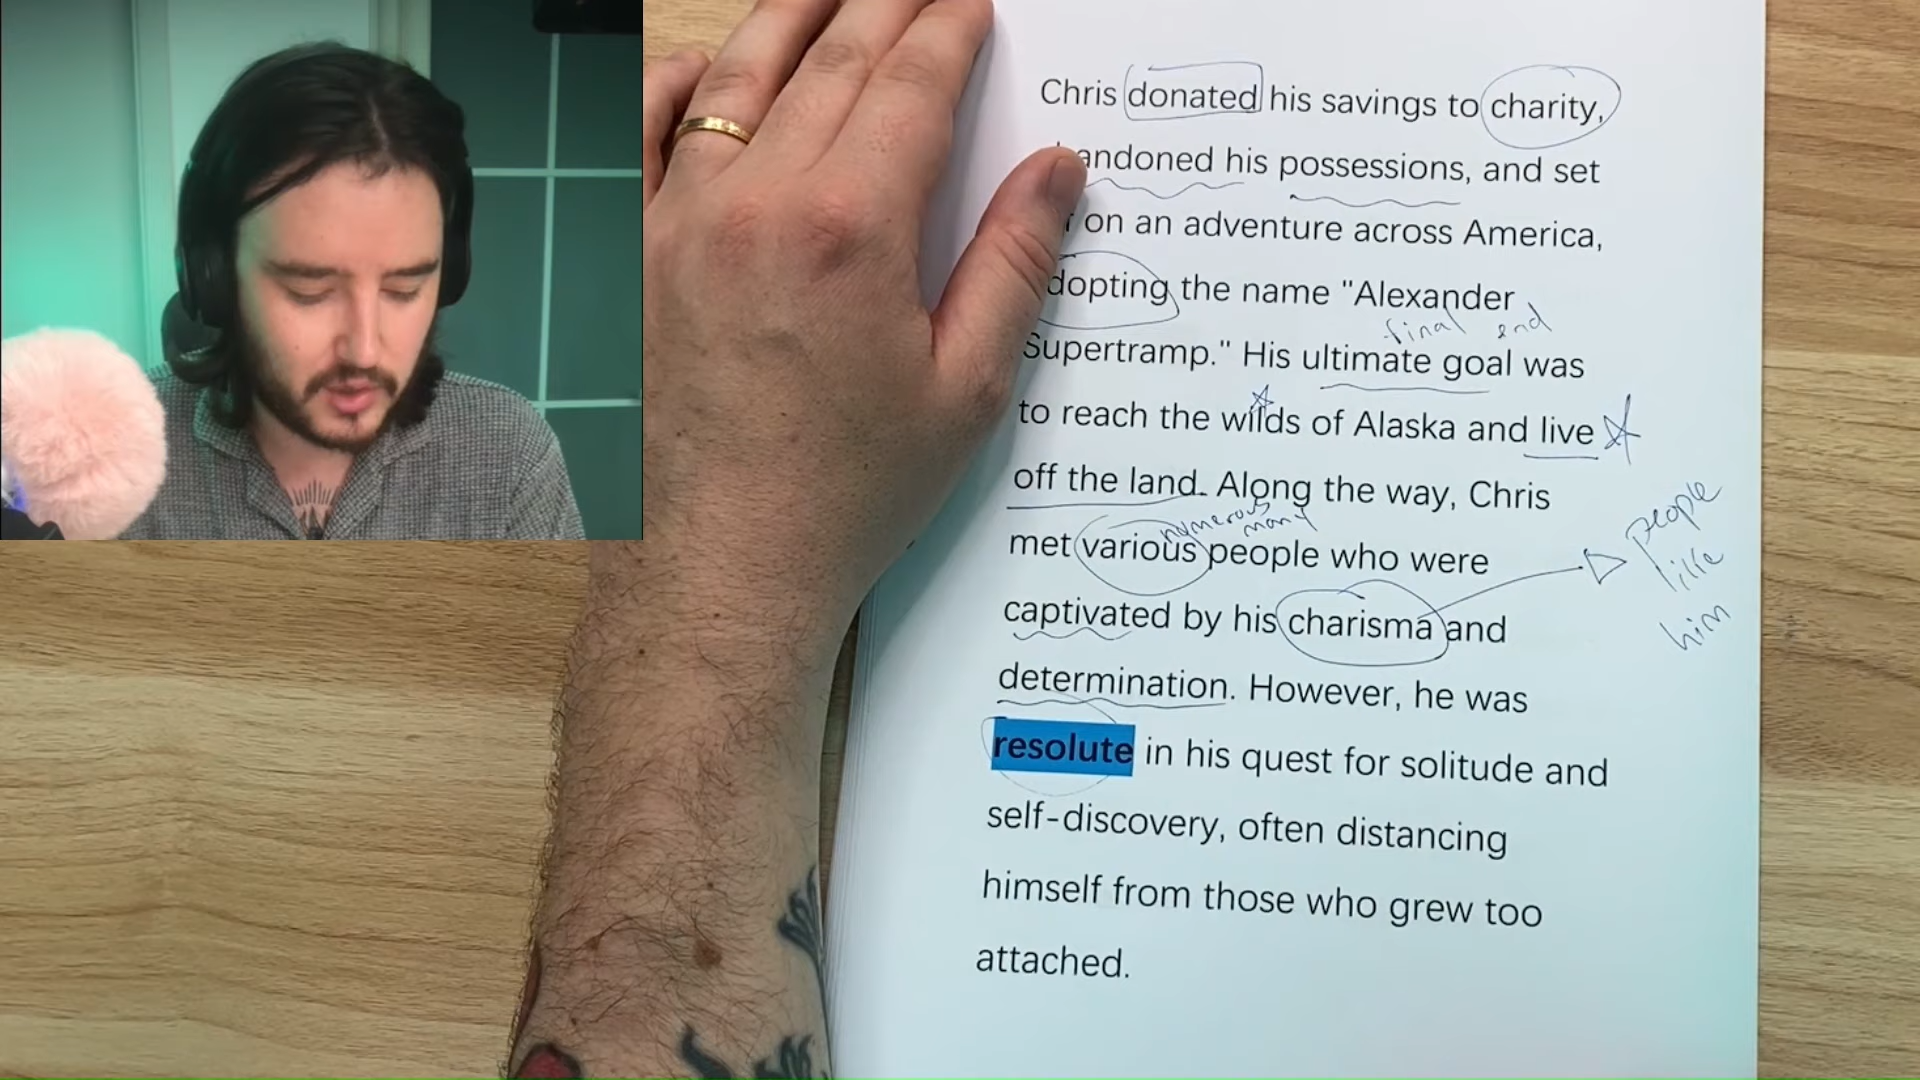 Chris donated his savings to charity,
andoned his possessions, and set
on an adventure across America,
dopting the name "Alexander
final end
Supertramp." His ultimate goal was
to reach the wilds of Alaska and live
off the land. Along the way, Chris
numerous many
met various people who were
people
like
him
captivated by his charisma and
determination. However, he was
resolute in his quest for solitude and
self-discovery, often distancing
himself from those who grew too
attached.